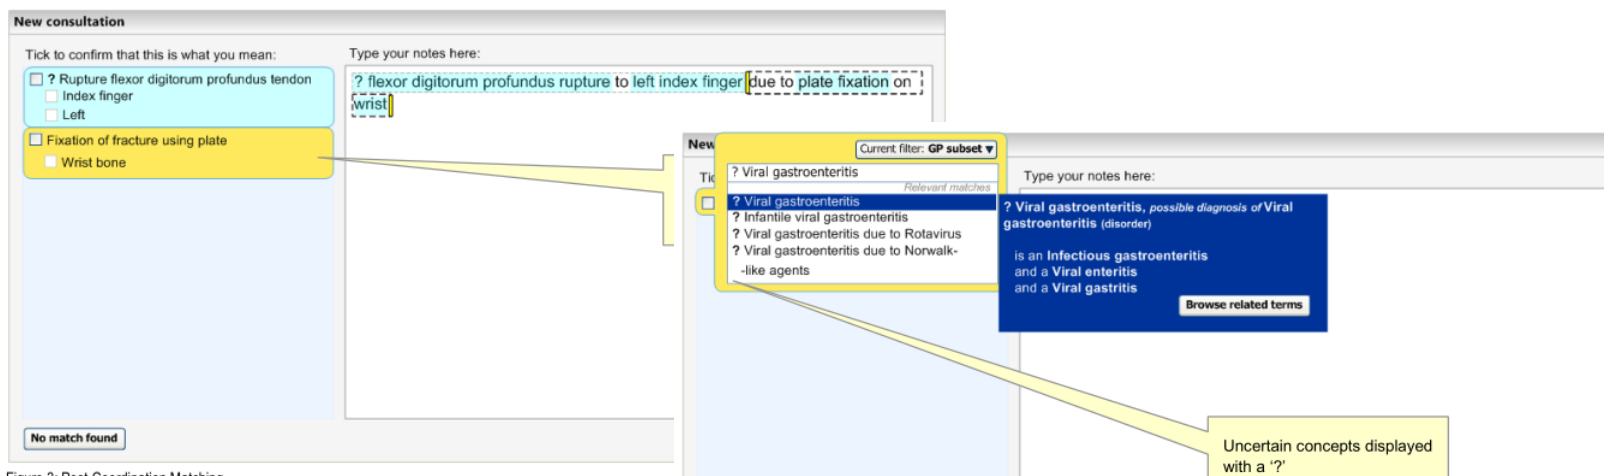 New consultation
Tick to confirm that this is what you mean:
? Rupture flexor digitorum profundus tendon
Index finger
Left
Fixation of fracture using plate
Wrist bone
No match found
Type your notes here:
? flexor digitorum profundus rupture to left index finger due to plate fixation on
wrist
New
Current filter: GP subset
? Viral gastroenteritis
Relevant matches
? Viral gastroenteritis
? Infantile viral gastroenteritis
? Viral gastroenteritis due to Rotavirus
? Viral gastroenteritis due to Norwalk-
-like agents
Type your notes here:
? Viral gastroenteritis, possible diagnosis of Viral
gastroenteritis (disorder)
is an Infectious gastroenteritis
and a Viral enteritis
and a Viral gastritis
Browse related terms
Uncertain concepts displayed
with a ‘?’